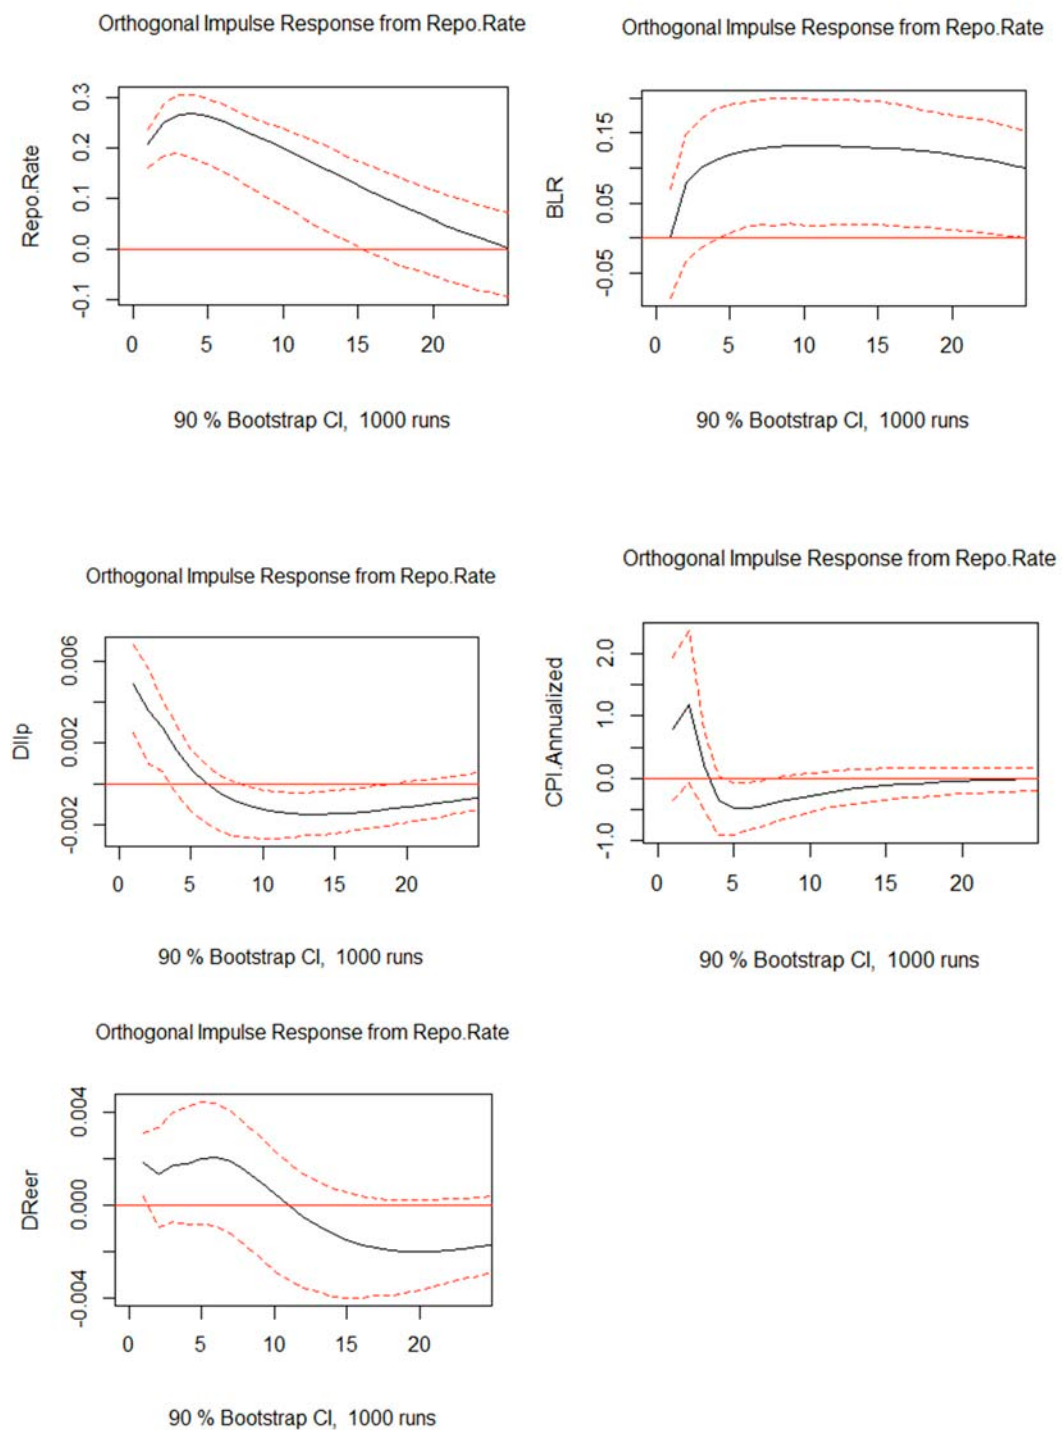 Orthogonal Impulse Response from Repo.Rate
Repo.Rate
0.3
0.2
0.1
0.0
-0.1
0 5 10 15 20
90 % Bootstrap CI, 1000 runs
Orthogonal Impulse Response from Repo.Rate
BLR
0.15
0.05
-0.05
0 5 10 15 20
90 % Bootstrap CI, 1000 runs
Orthogonal Impulse Response from Repo.Rate
DIIp
0.006
0.002
-0.002
0 5 10 15 20
90 % Bootstrap CI, 1000 runs
Orthogonal Impulse Response from Repo.Rate
CPI.Annualized
2.0
1.0
0.0
-1.0
0 5 10 15 20
90 % Bootstrap CI, 1000 runs
Orthogonal Impulse Response from Repo.Rate
DReer
0.004
0.000
-0.004
0 5 10 15 20
90 % Bootstrap CI, 1000 runs